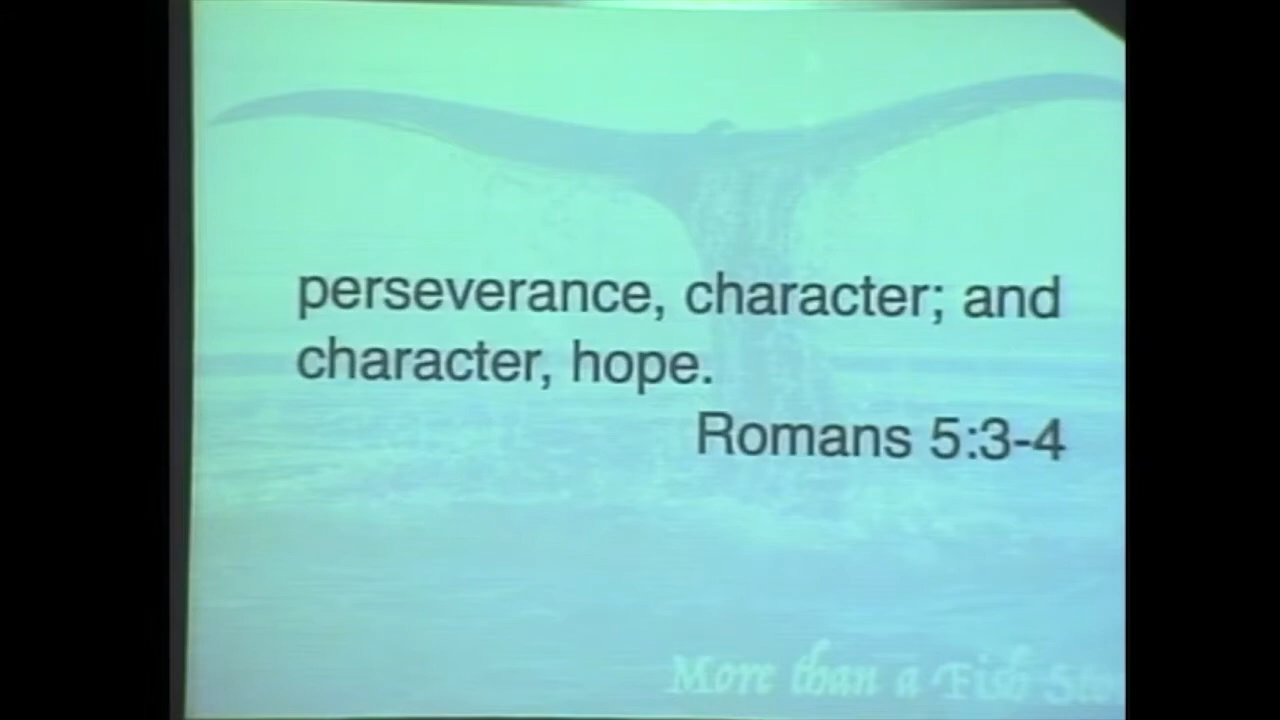 perseverance, character; and
character, hope.
Romans 5:3-4
More than a Fish